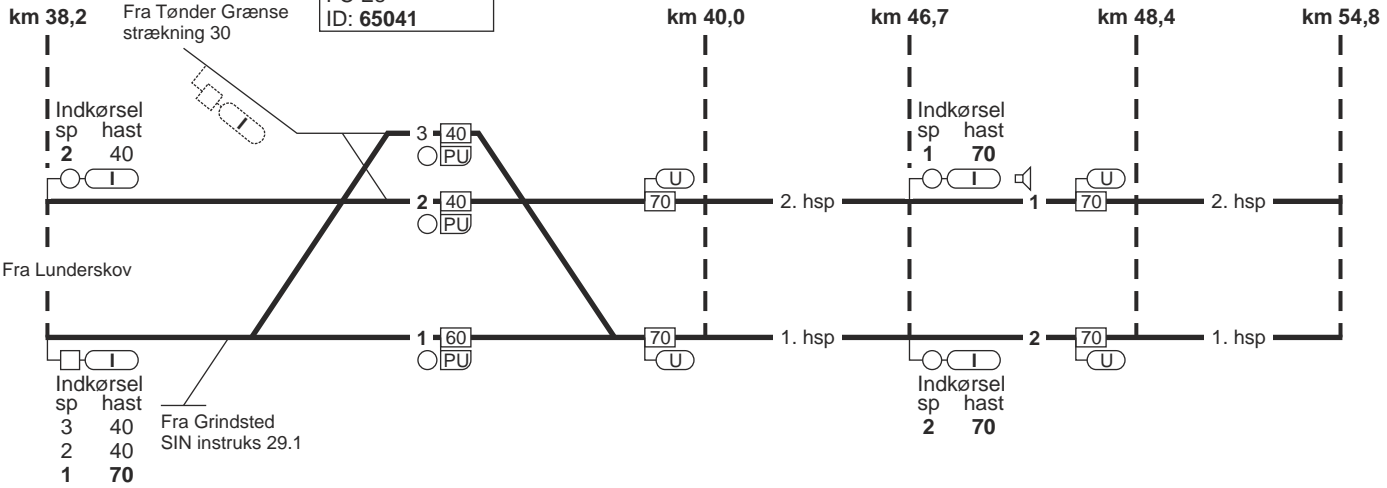 km 38,2
Fra Tønder Grænse
strækning 30
ID: 65041
km 40,0
km 46,7
km 48,4
km 54,8
Indkørsel
sp hast
2 40
I
I
3 40
PU
2 40
PU
U
70
2. hsp
Indkørsel
sp hast
1 70
I
1
U
70
2. hsp
Fra Lunderskov
1 60
PU
70
U
1. hsp
2
70
U
1. hsp
I
Indkørsel
sp hast
3 40
2 40
1 70
Fra Grindsted
SIN instruks 29.1
I
Indkørsel
sp hast
2 70